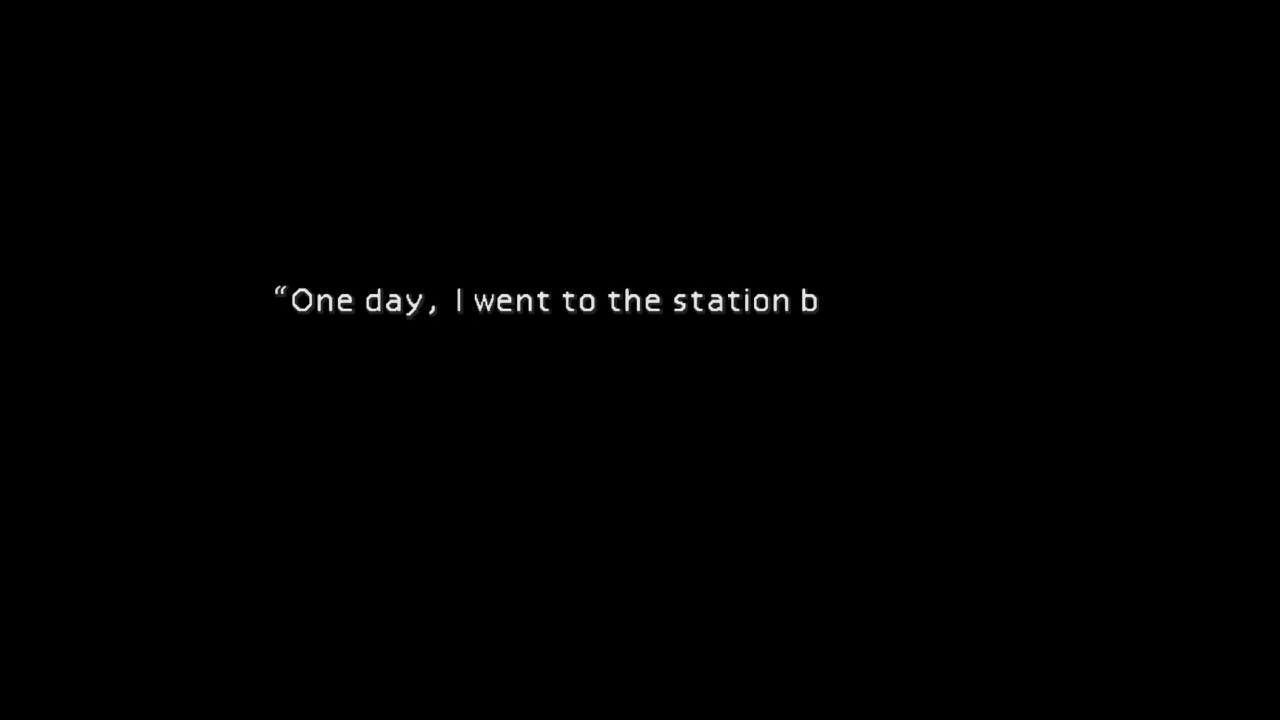 “One day, I went to the station b